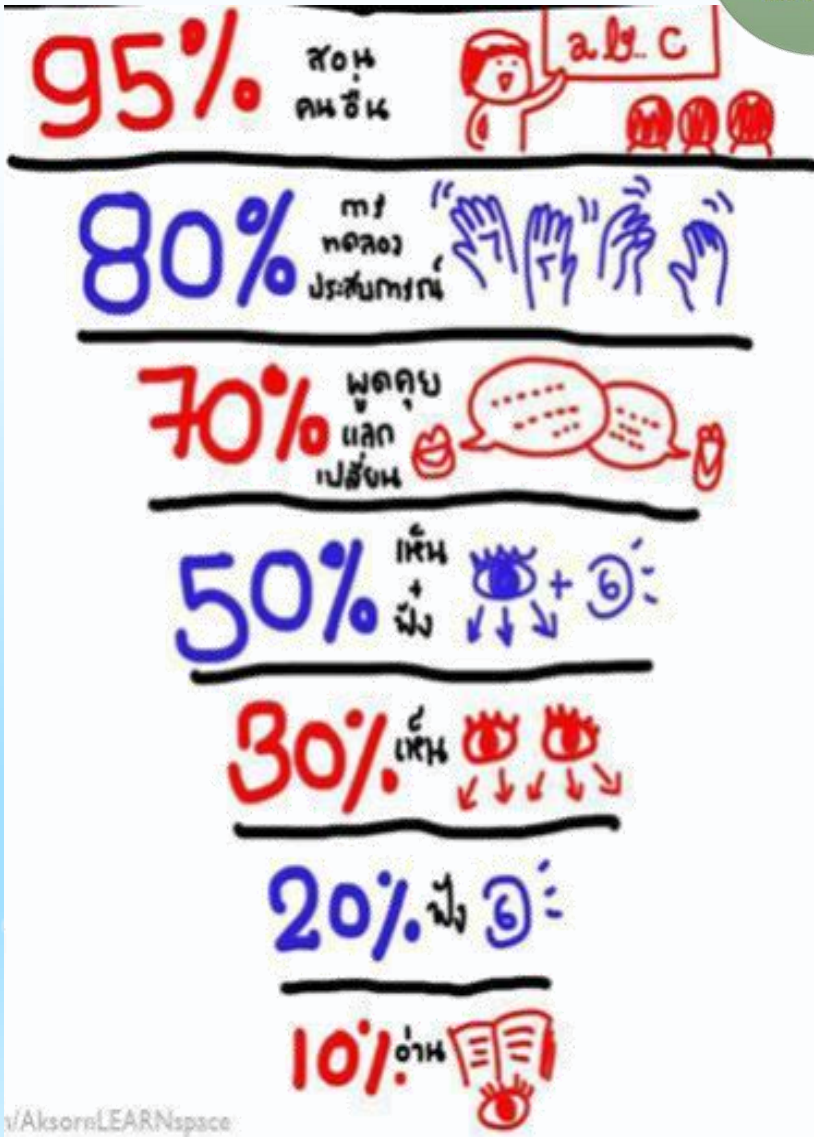 95%
สอน
คนอื่น
a b c
80%
การ
ทดลอง
ประสบการณ์
70%
พูดคุย
แลก
เปลี่ยน
50%
เห็น
+
ฟัง
+
30%
เห็น
20%
ฟัง
10%
อ่าน
/AksornLEARNspace